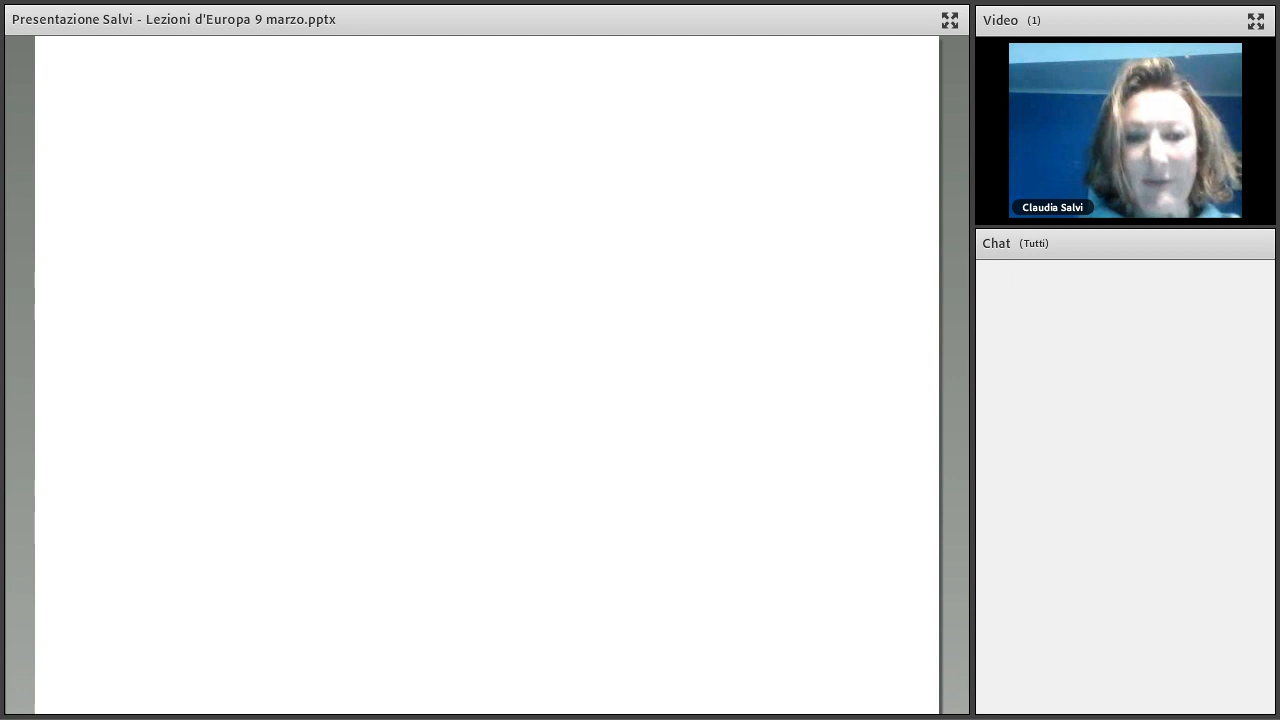 Presentazione Salvi - Lezioni d'Europa 9 marzo.pptx
Video (1)
Claudia Salvi
Chat (Tutti)